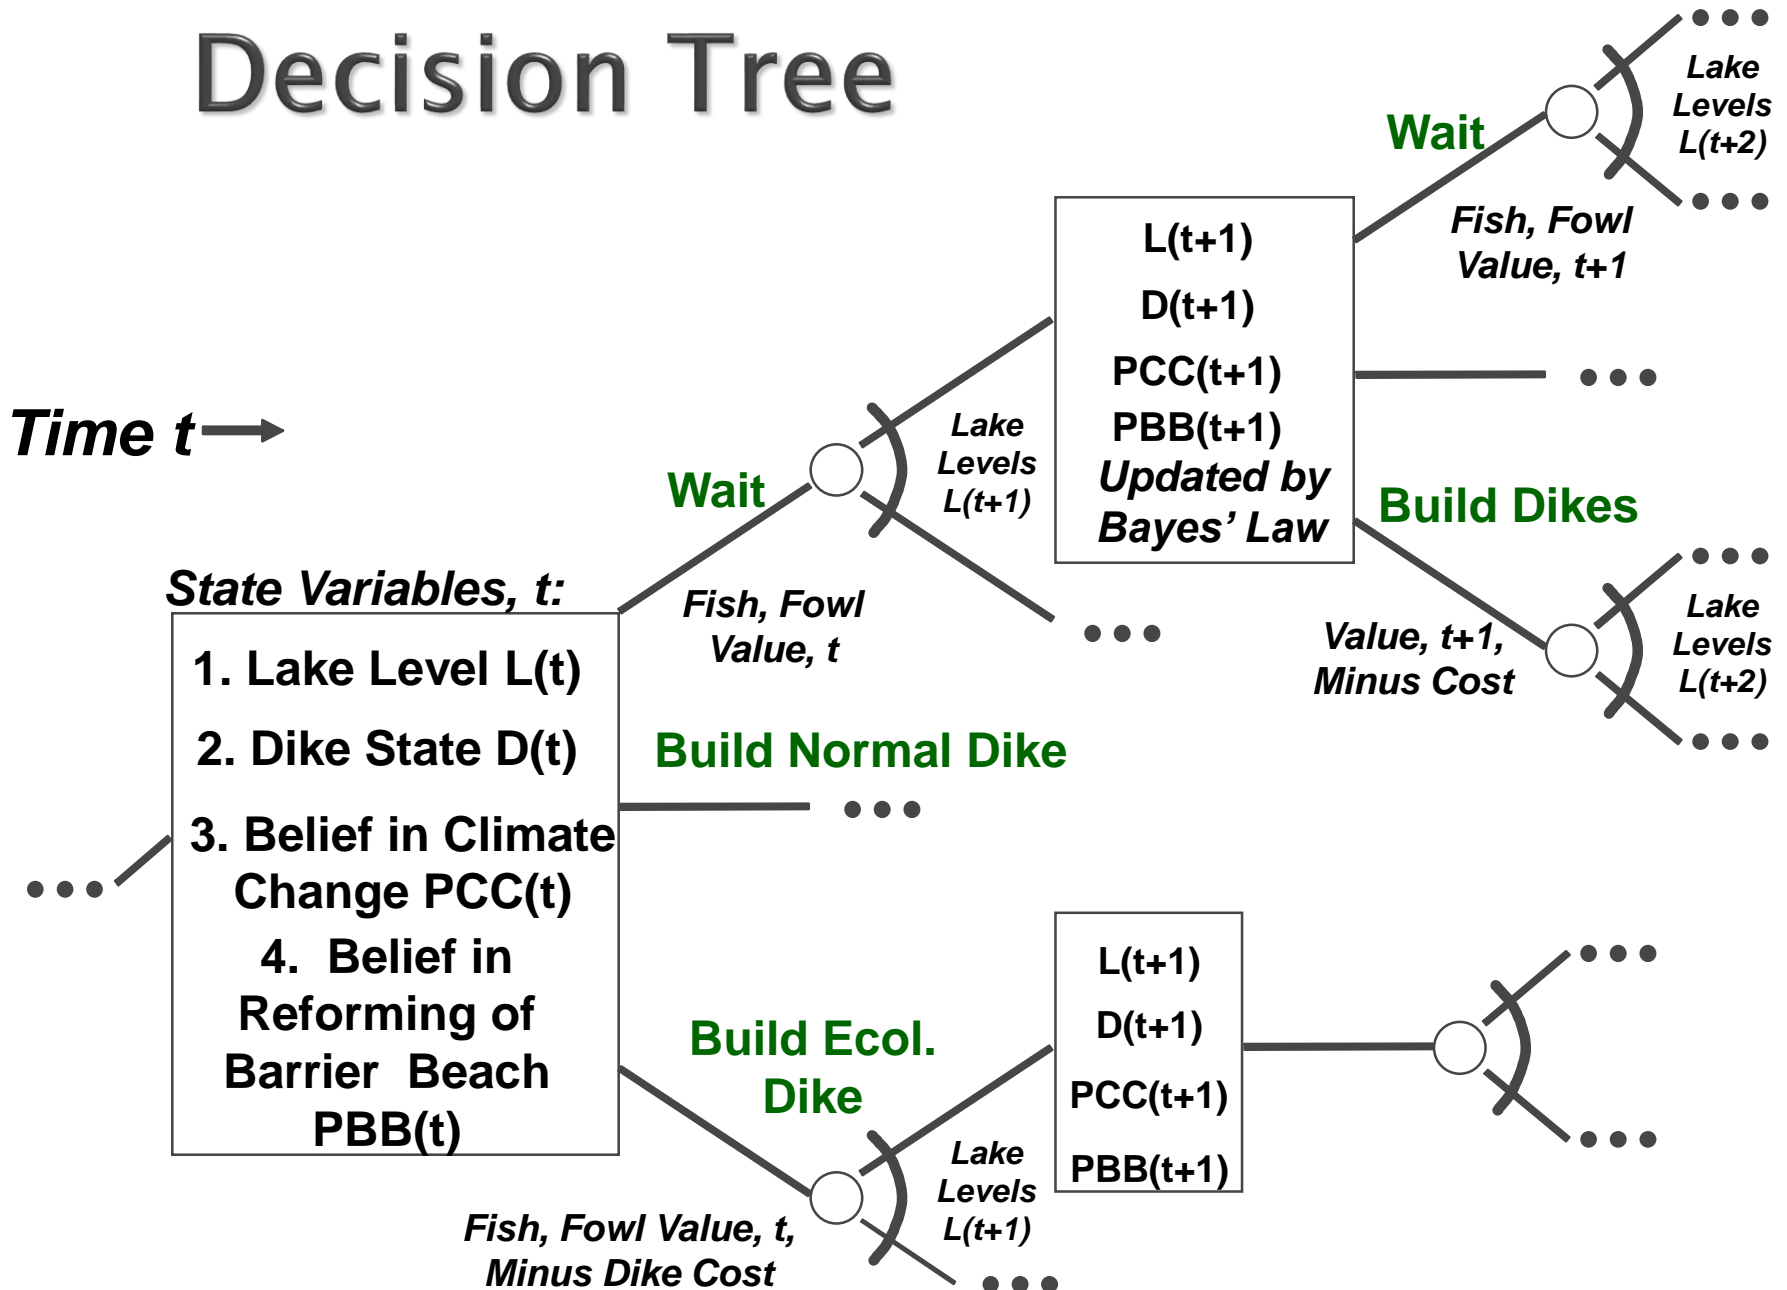 Decision Tree
Time t
State Variables, t:
1. Lake Level L(t)
2. Dike State D(t)
3. Belief in Climate
Change PCC(t)
4. Belief in
Reforming of
Barrier Beach
PBB(t)
Wait
Fish, Fowl
Value, t
Lake
Levels
L(t+1)
Build Normal Dike
Build Ecol.
Dike
Fish, Fowl Value, t,
Minus Dike Cost
Lake
Levels
L(t+1)
L(t+1)
D(t+1)
PCC(t+1)
PBB(t+1)
Updated by
Bayes’ Law
Wait
Fish, Fowl
Value, t+1
Lake
Levels
L(t+2)
Build Dikes
Value, t+1,
Minus Cost
Lake
Levels
L(t+2)
L(t+1)
D(t+1)
PCC(t+1)
PBB(t+1)